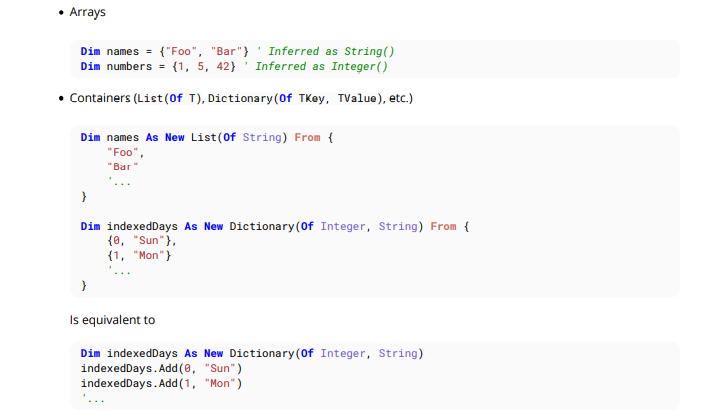 • Arrays
Dim names = {"Foo", "Bar"} ' Inferred as String()
Dim numbers = {1, 5, 42} ' Inferred as Integer()
• Containers (List(Of T), Dictionary(Of TKey, TValue), etc.)
Dim names As New List(Of String) From {
    "Foo",
    "Bar"
    '...
}
Dim indexedDays As New Dictionary(Of Integer, String) From {
    {0, "Sun"},
    {1, "Mon"}
    '...
}
Is equivalent to
Dim indexedDays As New Dictionary(Of Integer, String)
indexedDays.Add(0, "Sun")
indexedDays.Add(1, "Mon")
'...